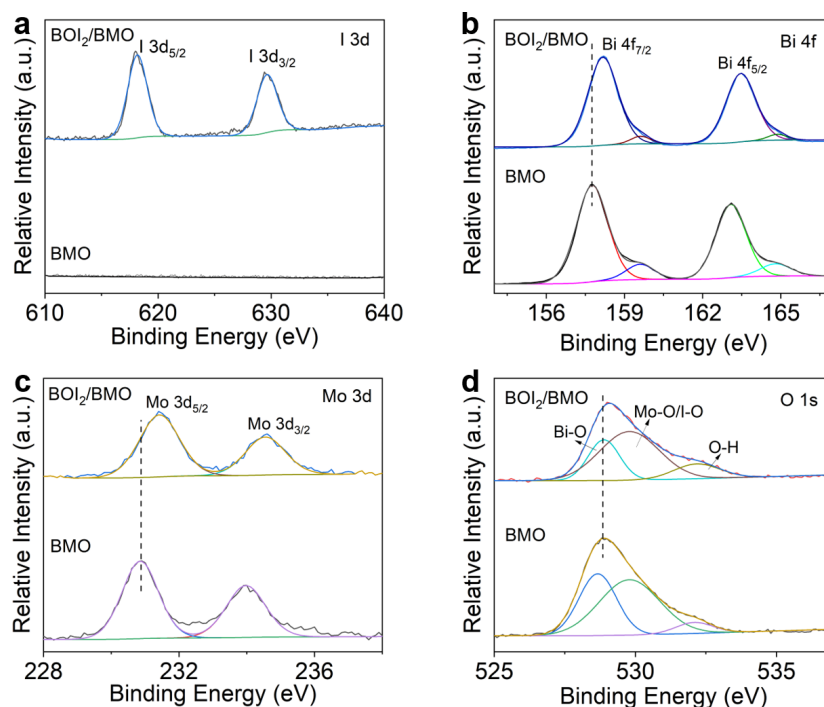 a
BOI₂/BMO
I 3d₅/₂
I 3d₃/₂
I 3d
BMO
Relative Intensity (a.u.)
610 620 630 640
Binding Energy (eV)
b
BOI₂/BMO
Bi 4f₇/₂
Bi 4f₅/₂
Bi 4f
BMO
Relative Intensity (a.u.)
156 159 162 165
Binding Energy (eV)
c
BOI₂/BMO
Mo 3d₅/₂
Mo 3d₃/₂
Mo 3d
BMO
Relative Intensity (a.u.)
228 232 236
Binding Energy (eV)
d
BOI₂/BMO
O 1s
Bi-O
Mo-O/I-O
O-H
BMO
Relative Intensity (a.u.)
525 530 535
Binding Energy (eV)